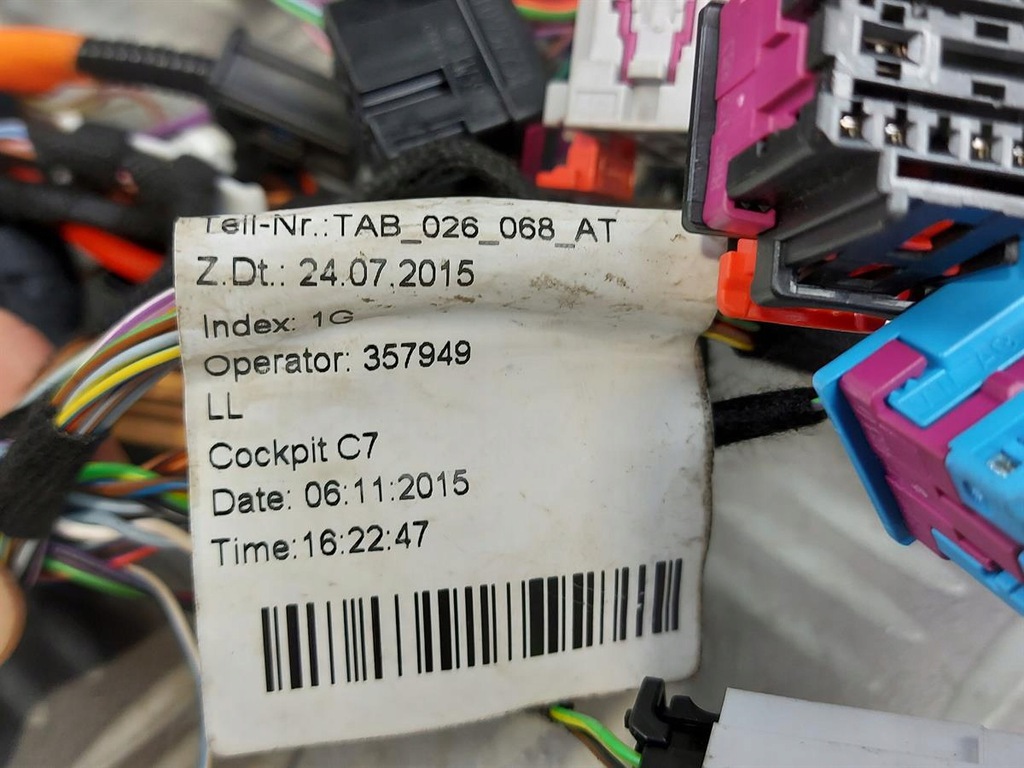 Teil-Nr.:TAB_026_068_AT
Z.Dt.: 24.07.2015
Index: 1G
Operator: 357949
LL
Cockpit C7
Date: 06:11:2015
Time:16:22:47